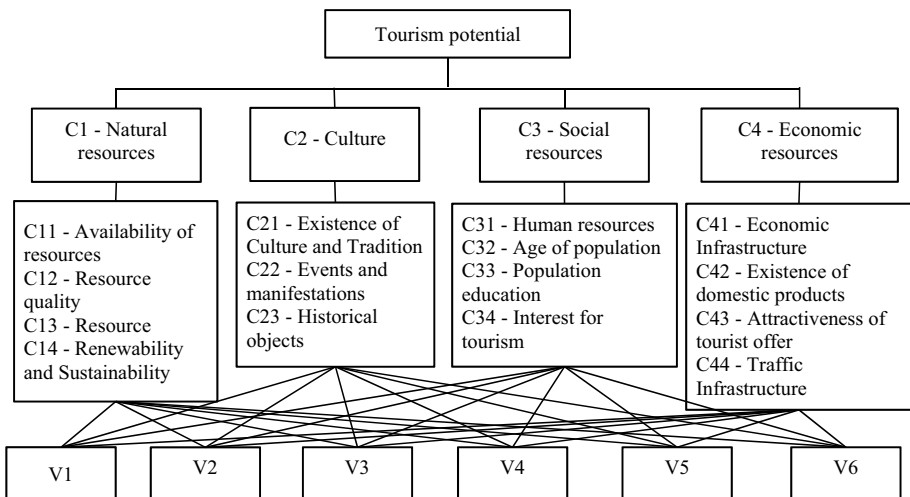 Tourism potential
C1 - Natural
resources
C2 - Culture
C3 - Social
resources
C4 - Economic
resources
C11 - Availability of
resources
C12 - Resource
quality
C13 - Resource
C14 - Renewability
and Sustainability
C21 - Existence of
Culture and Tradition
C22 - Events and
manifestations
C23 - Historical
objects
C31 - Human resources
C32 - Age of population
C33 - Population
education
C34 - Interest for
tourism
C41 - Economic
Infrastructure
C42 - Existence of
domestic products
C43 - Attractiveness of
tourist offer
C44 - Traffic
Infrastructure
V1
V2
V3
V4
V5
V6